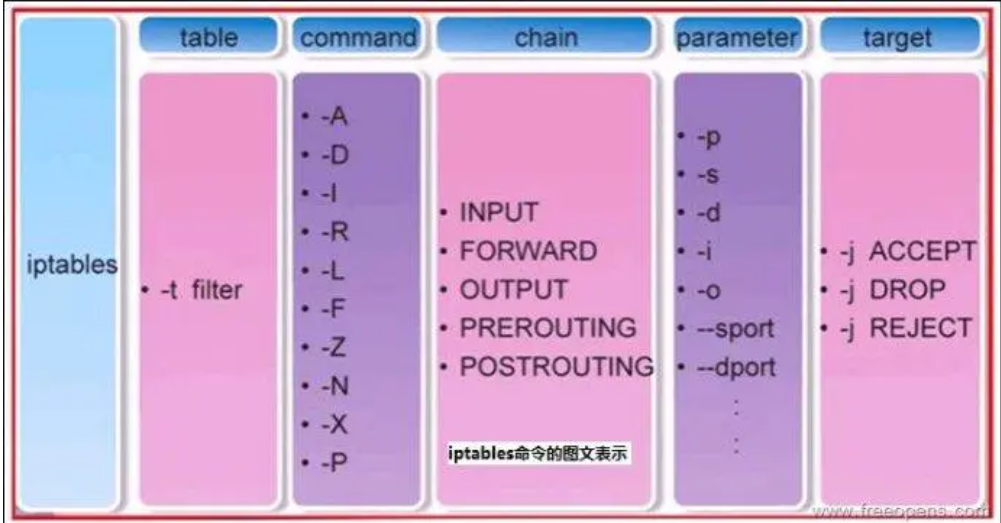 table
command
chain
parameter
target
iptables
• -t filter
• -A
• -D
• -I
• -R
• -L
• -F
• -Z
• -N
• -X
• -P
• INPUT
• FORWARD
• OUTPUT
• PREROUTING
• POSTROUTING
iptables命令的图文表示
• -p
• -s
• -d
• -i
• -o
• --sport
• --dport
:
:
• -j ACCEPT
• -j DROP
• -j REJECT
www.freeopens.com